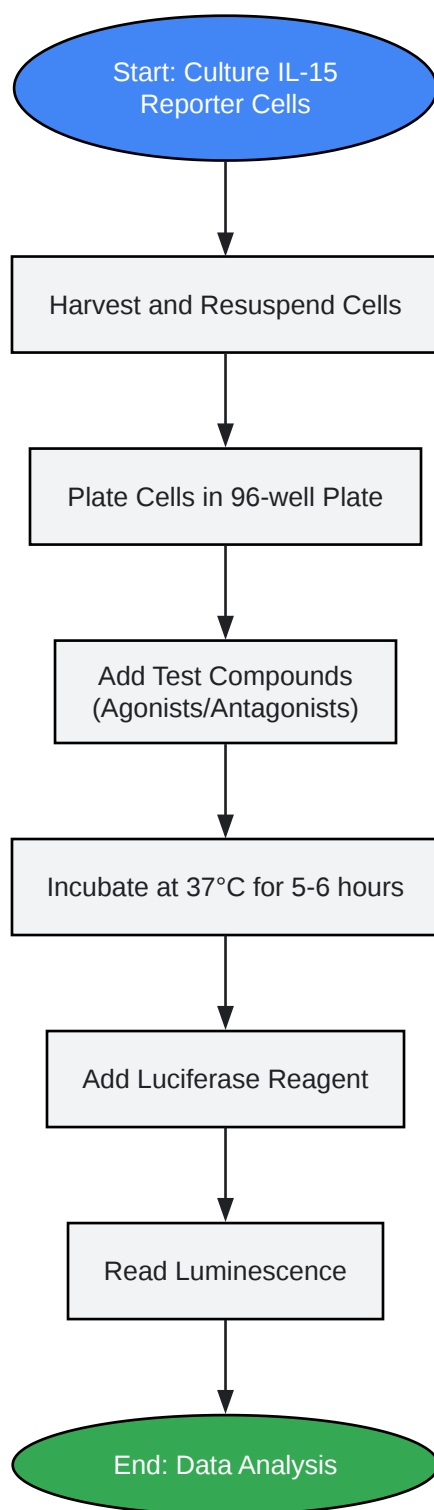 Start: Culture IL-15
Reporter Cells
Harvest and Resuspend Cells
Plate Cells in 96-well Plate
Add Test Compounds
(Agonists/Antagonists)
Incubate at 37°C for 5-6 hours
Add Luciferase Reagent
Read Luminescence
End: Data Analysis